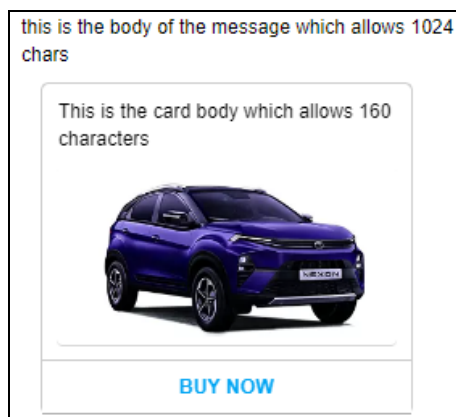 this is the body of the message which allows 1024
chars
This is the card body which allows 160
characters
NEXON
BUY NOW